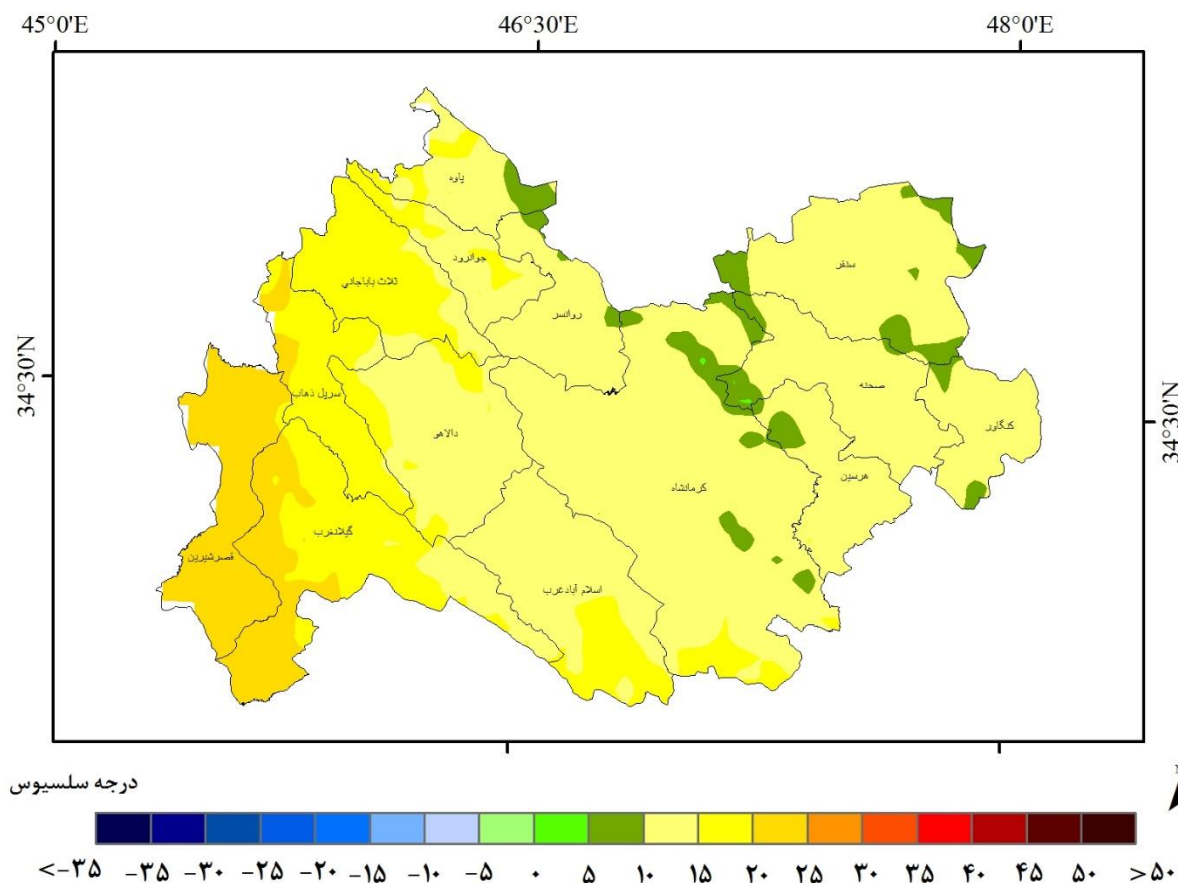 45°0'E 46°30'E 48°0'E
پاوه
جوانرود
سنقر
ثلاث باباجاني
روانسر
34°30'N
صحنه
سرپل ذهاب
کنگاور
34°30'N
دالاهو
هرسین
کرمانشاه
گیلانغرب
قصرشیرین
اسلام آبادغرب
درجه سلسیوس
<-۳۵ -۳۵ -۳۰ -۲۵ -۲۰ -۱۵ -۱۰ -۵ ۰ ۵ ۱۰ ۱۵ ۲۰ ۲۵ ۳۰ ۳۵ ۴۰ ۴۵ ۵۰ >۵۰